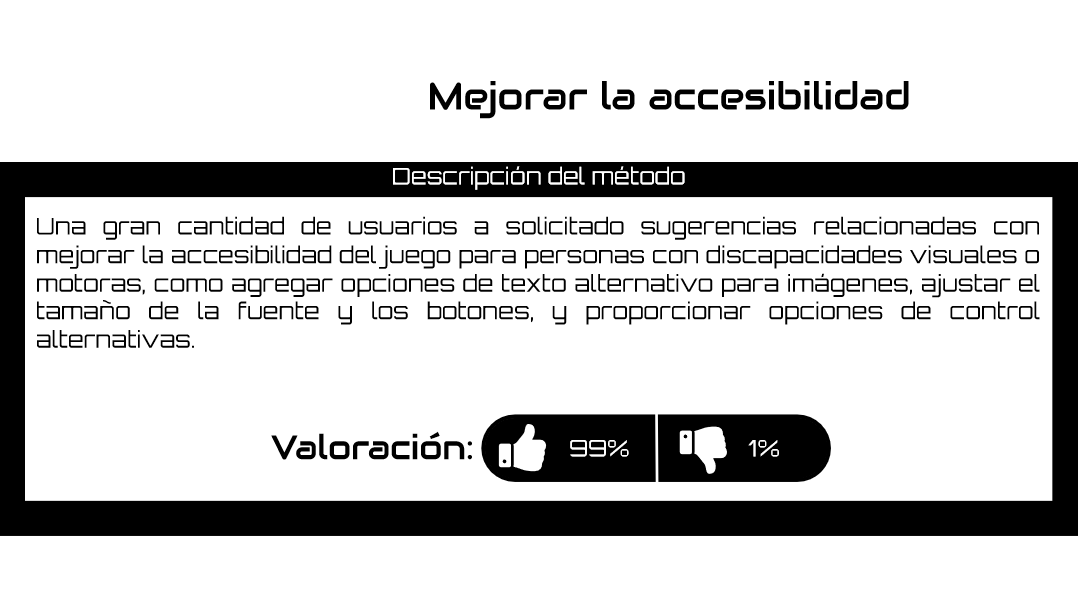 Mejorar la accesibilidad
Descripción del método
Una gran cantidad de usuarios a solicitado sugerencias relacionadas con
mejorar la accesibilidad del juego para personas con discapacidades visuales o
motoras, como agregar opciones de texto alternativo para imágenes, ajustar el
tamaño de la fuente y los botones, y proporcionar opciones de control
alternativas.
Valoración: 99% 1%